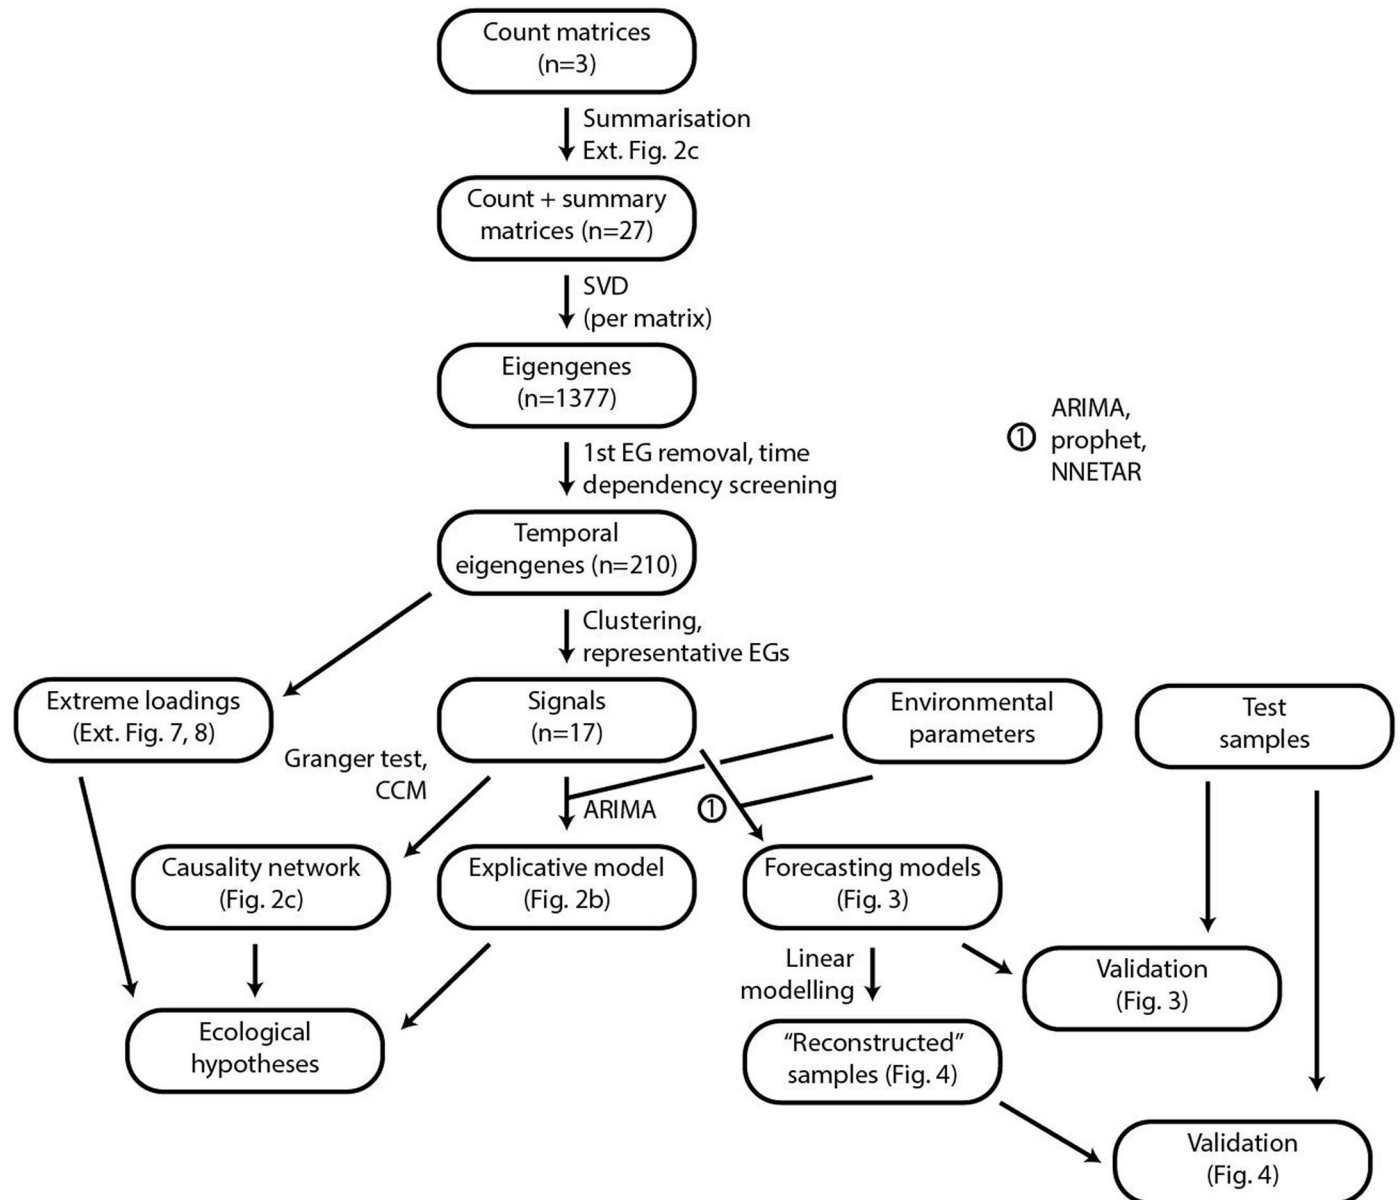 Count matrices
(n=3)
Summarisation
Ext. Fig. 2c
Count + summary
matrices (n=27)
SVD
(per matrix)
Eigengenes
(n=1377)
1st EG removal, time
dependency screening
1
ARIMA,
prophet,
NNETAR
Temporal
eigengenes (n=210)
Clustering,
representative EGs
Extreme loadings
(Ext. Fig. 7, 8)
Signals
(n=17)
Environmental
parameters
Test
samples
Granger test,
CCM
ARIMA
1
Causality network
(Fig. 2c)
Explicative model
(Fig. 2b)
Forecasting models
(Fig. 3)
Linear
modelling
Validation
(Fig. 3)
Ecological
hypotheses
“Reconstructed”
samples (Fig. 4)
Validation
(Fig. 4)